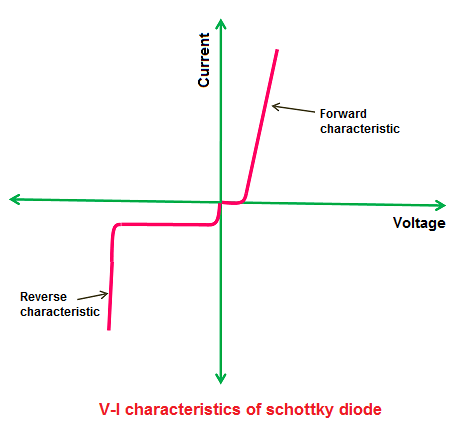 Current
Forward
characteristic
Voltage
Reverse
characteristic
V-I characteristics of schottky diode